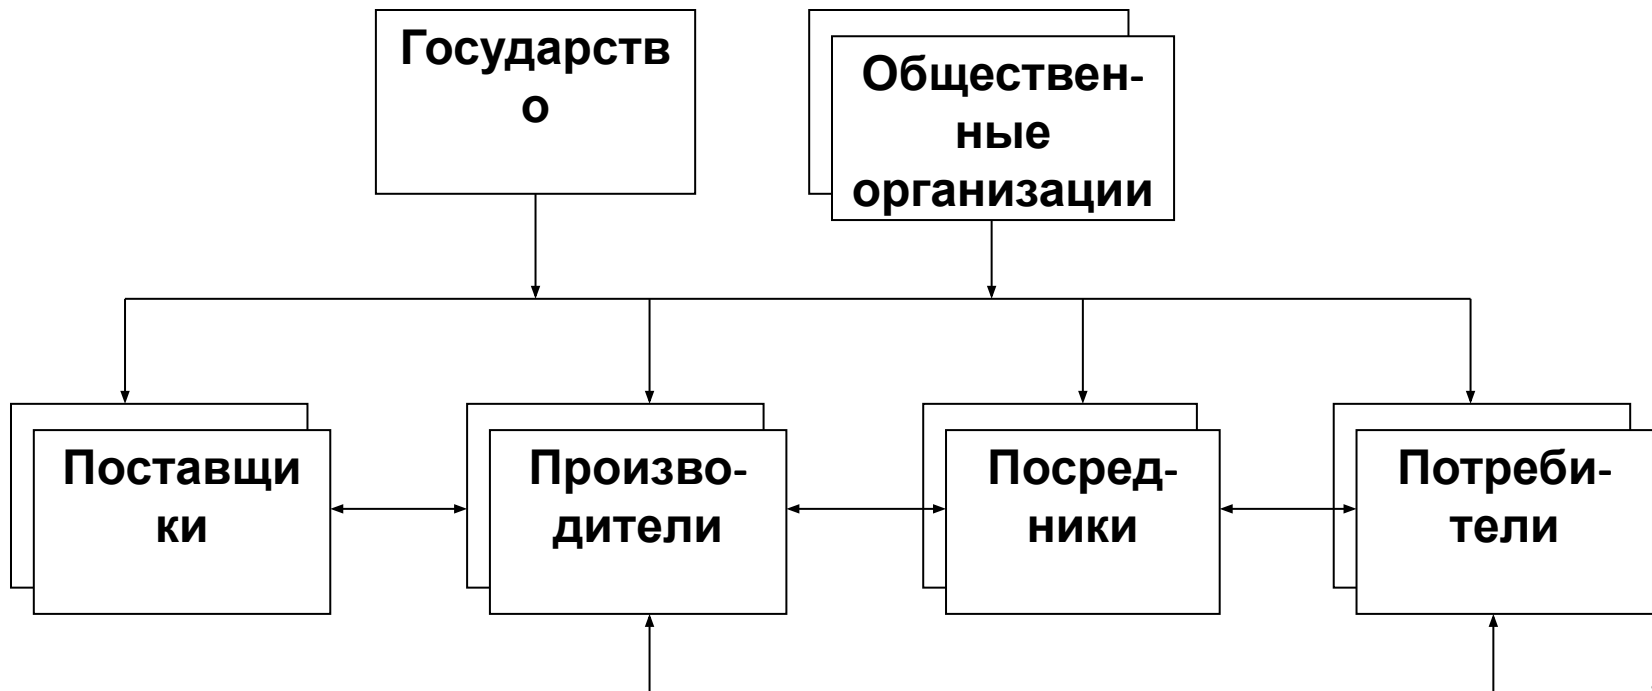 Государств
о
Обществен-
ные
организации
Поставщи
ки
Произво-
дители
Посред-
ники
Потреби-
тели